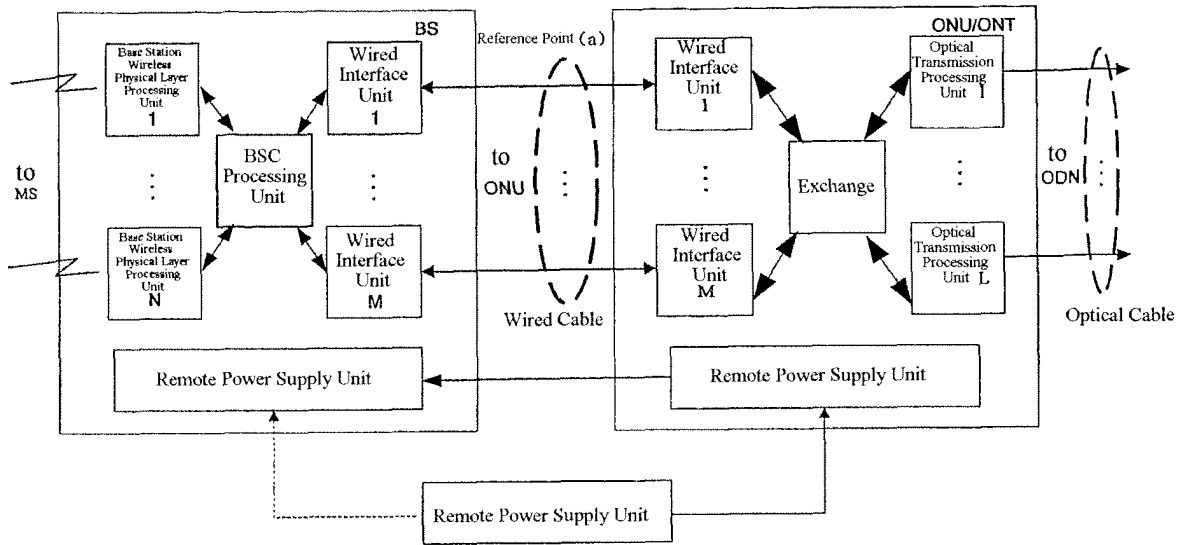 BS
Base Station
Wireless
Physical Layer
Processing
Unit
1
Wired
Interface
Unit
1
BSC
Processing
Unit
Base Station
Wireless
Physical Layer
Processing
Unit
N
Wired
Interface
Unit
M
to
MS
Remote Power Supply Unit
Reference Point (a)
to
ONU
Wired Cable
ONU/ONT
Wired
Interface
Unit
1
Optical
Transmission
Processing
Unit 1
Exchange
Wired
Interface
Unit
M
Optical
Transmission
Processing
Unit L
Remote Power Supply Unit
to
ODN
Optical Cable
Remote Power Supply Unit